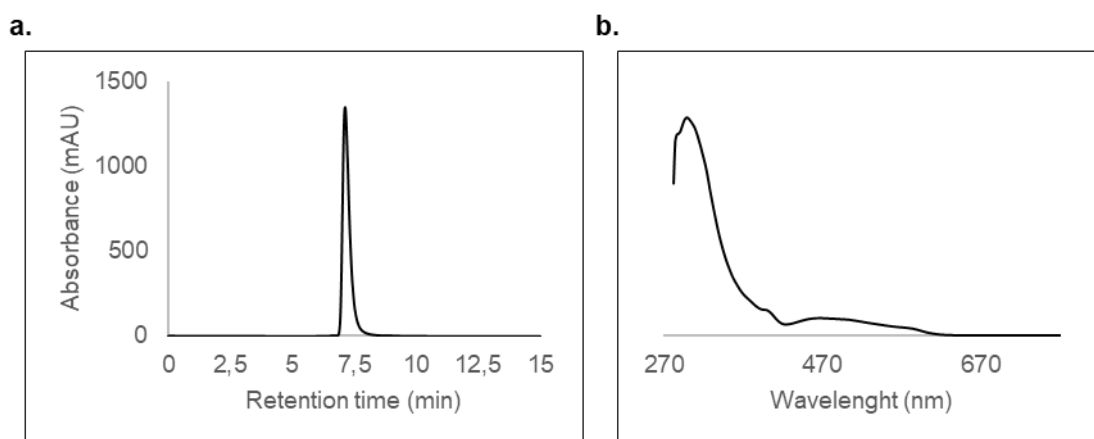 a.
1500
1000
500
0
Absorbance (mAU)
0 2,5 5 7,5 10 12,5 15
Retention time (min)
b.
270 470 670
Wavelenght (nm)